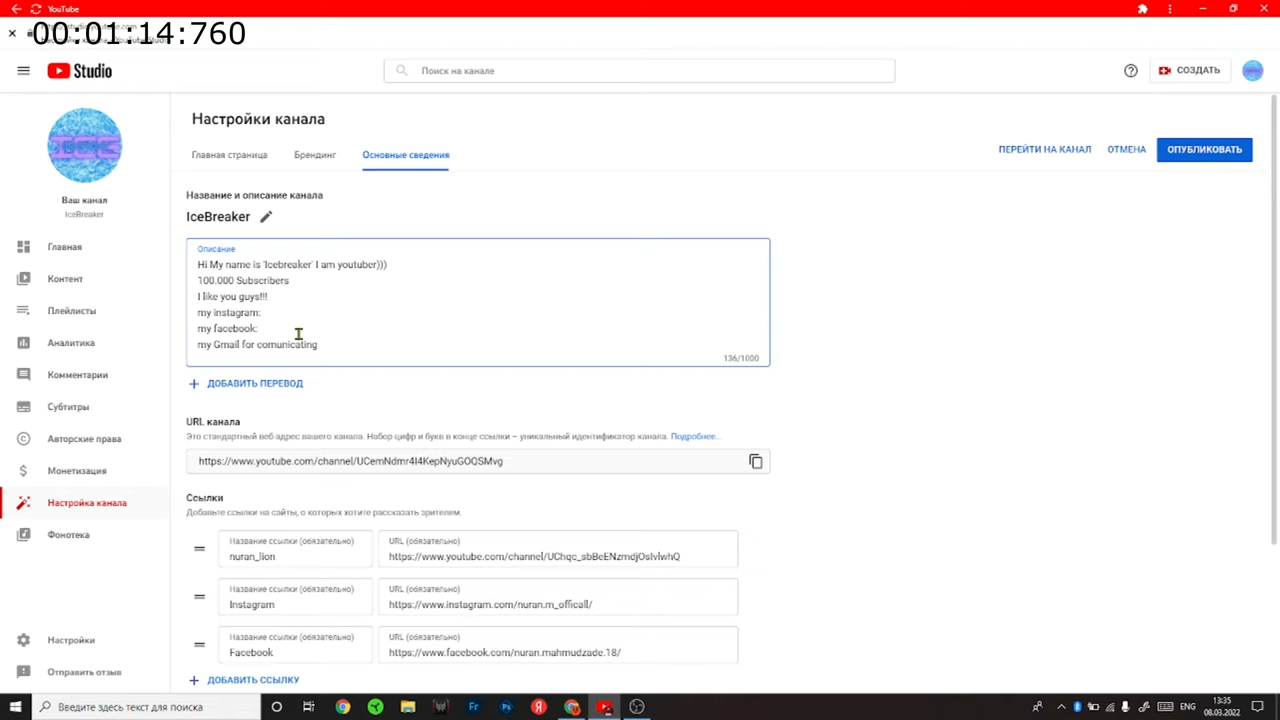 YouTube
00:01:14:760
Studio
Поиск на канале
СОЗДАТЬ
ICE
Ваш канал
IceBreaker
Главная
Контент
Плейлисты
Аналитика
Комментарии
Субтитры
Авторские права
Монетизация
Настройка канала
Фонотека
Настройки
Отправить отзыв
Настройки канала
Главная страница
Брендинг
Основные сведения
ПЕРЕЙТИ НА КАНАЛ
ОТМЕНА
ОПУБЛИКОВАТЬ
Название и описание канала
IceBreaker
Описание
Hi My name is 'Icebreaker' I am youtuber)))
100.000 Subscribers
I like you guys!!!
my instagram:
my facebook:
my Gmail for comunicating
136/1000
ДОБАВИТЬ ПЕРЕВОД
URL канала
Это стандартный веб-адрес вашего канала. Набор цифр и букв в конце ссылки – уникальный идентификатор канала. Подробнее…
https://www.youtube.com/channel/UCemNdmr4I4KepNyuGOQSMvg
Ссылки
Добавьте ссылки на сайты, о которых хотите рассказать зрителям.
Название ссылки (обязательно)
nuran_lion
URL (обязательно)
https://www.youtube.com/channel/UChqc_sbBeENzmdjOsIvlwhQ
Название ссылки (обязательно)
Instagram
URL (обязательно)
https://www.instagram.com/nuran.m_officall/
Название ссылки (обязательно)
Facebook
URL (обязательно)
https://www.facebook.com/nuran.mahmudzade.18/
ДОБАВИТЬ ССЫЛКУ
Введите здесь текст для поиска
Fr
Ps
Я
ENG
13:35
08.03.2022